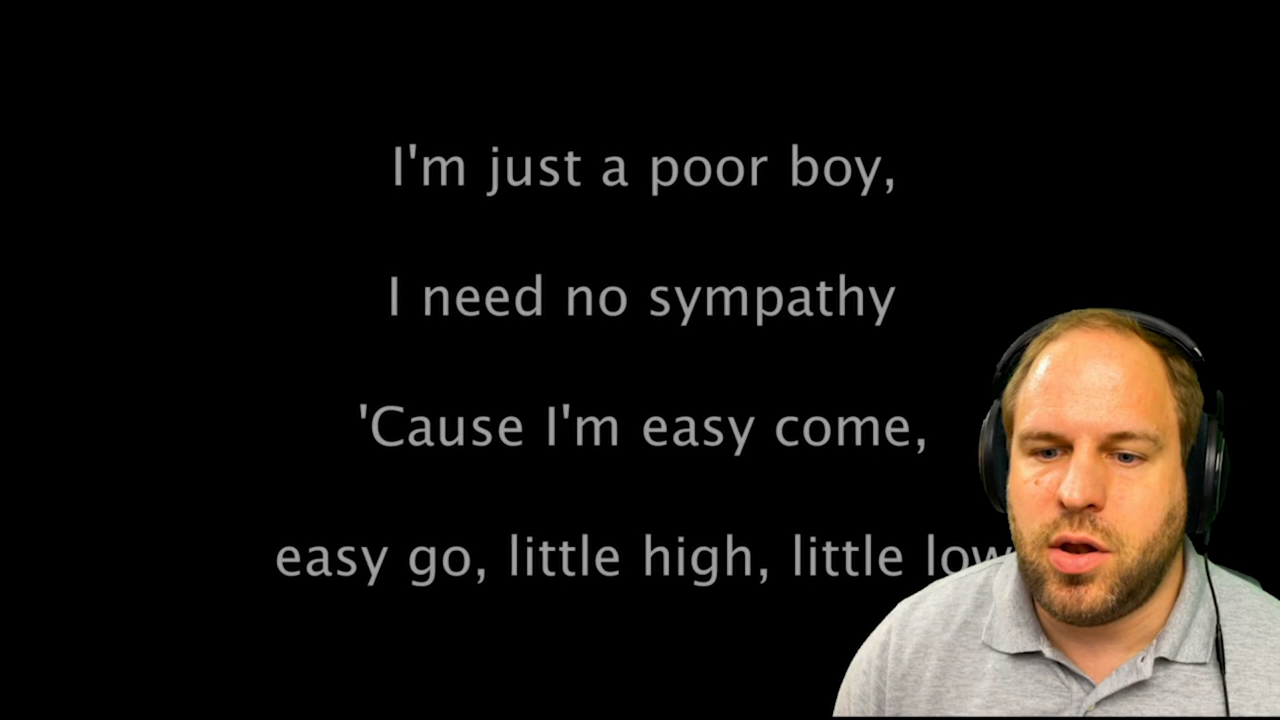 I'm just a poor boy,
I need no sympathy
'Cause I'm easy come,
easy go, little high, little low